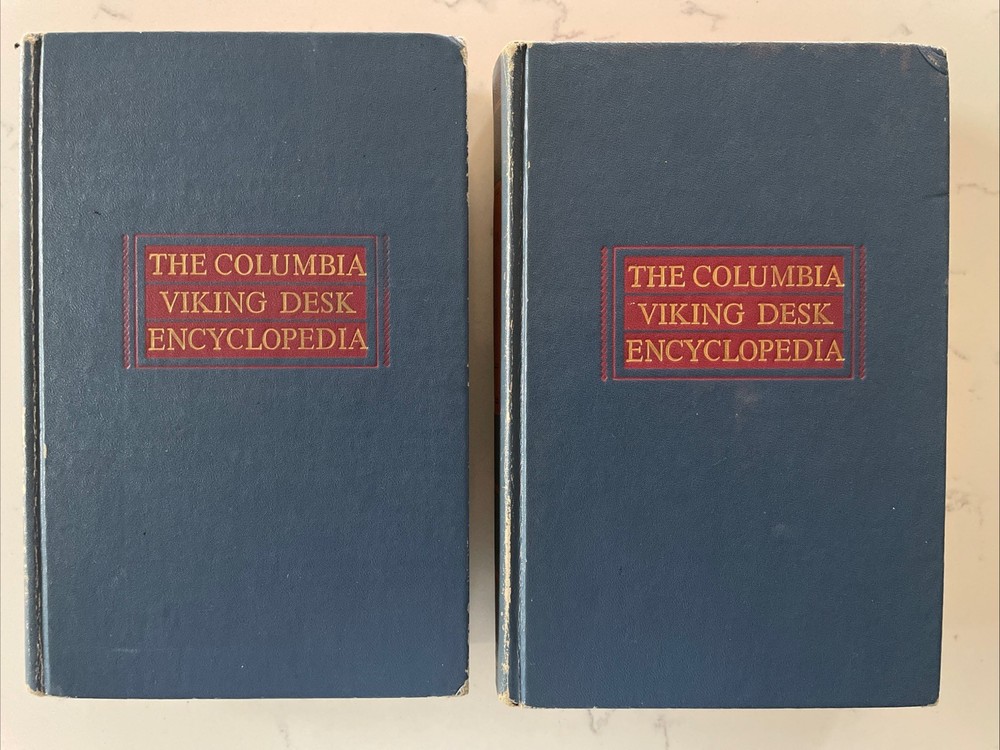 THE COLUMBIA
VIKING DESK
ENCYCLOPEDIA
THE COLUMBIA
VIKING DESK
ENCYCLOPEDIA